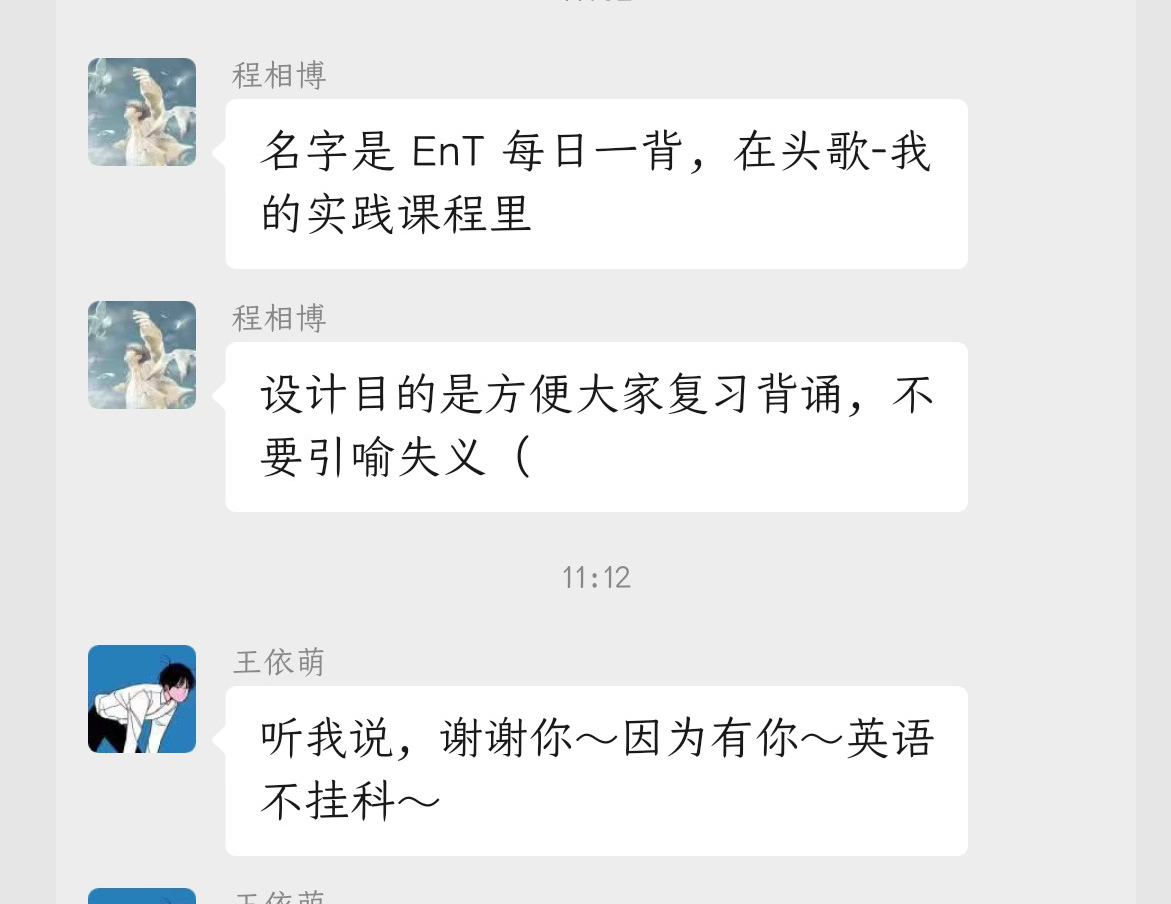 程相博
名字是 EnT 每日一背，在头歌-我
的实践课程里
程相博
设计目的是方便大家复习背诵，不
要引喻失义（
11:12
王依萌
听我说，谢谢你～因为有你～英语
不挂科～
王依萌